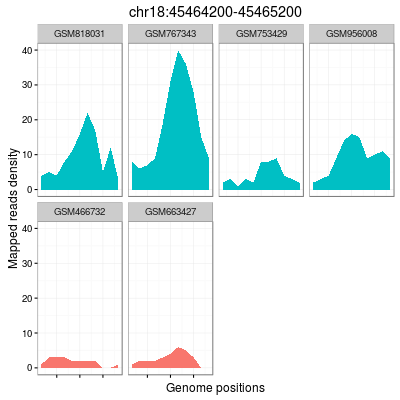 chr18:45464200-45465200
GSM818031 GSM767343 GSM753429 GSM956008
40
30
20
10
0
Mapped reads density
GSM466732 GSM663427
40
30
20
10
0
Genome positions